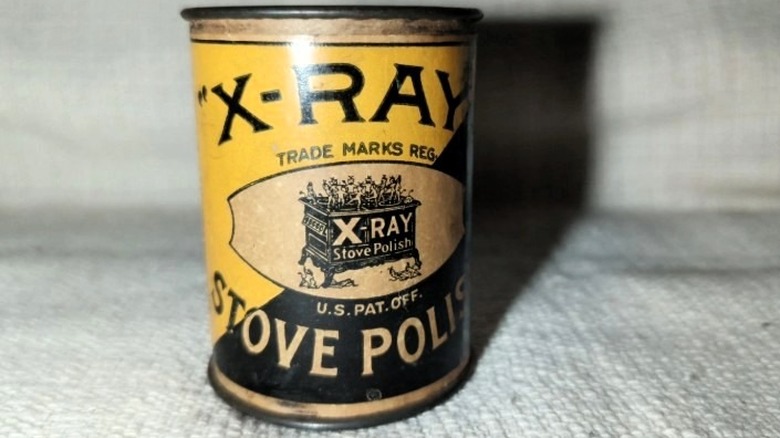 "X-RAY
TRADE MARKS REG.
X-RAY
Stove Polish
U.S. PAT. OFF.
STOVE POLIS